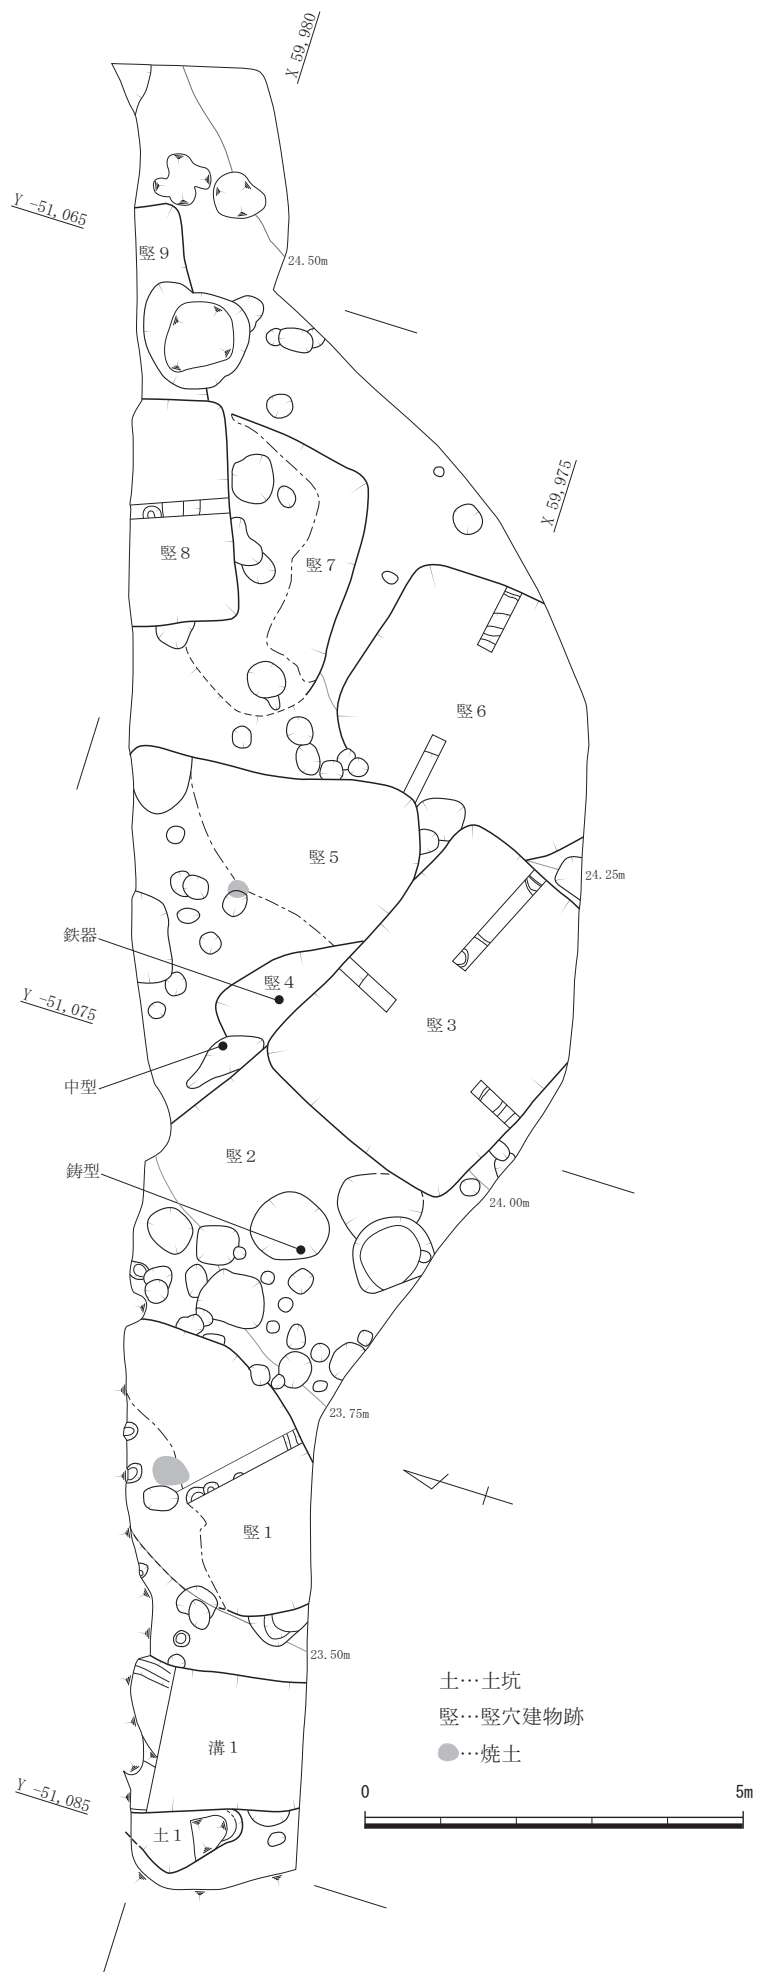 X 59,980
Y -51,065
竪９
24.50m
X 59,975
竪８
竪７
竪６
竪５
24.25m
鉄器
竪４
Y -51,075
竪３
中型
竪２
鋳型
24.00m
23.75m
竪１
23.50m
土…土坑
竪…竪穴建物跡
…焼土
溝１
Y -51,085
0 5m
土１